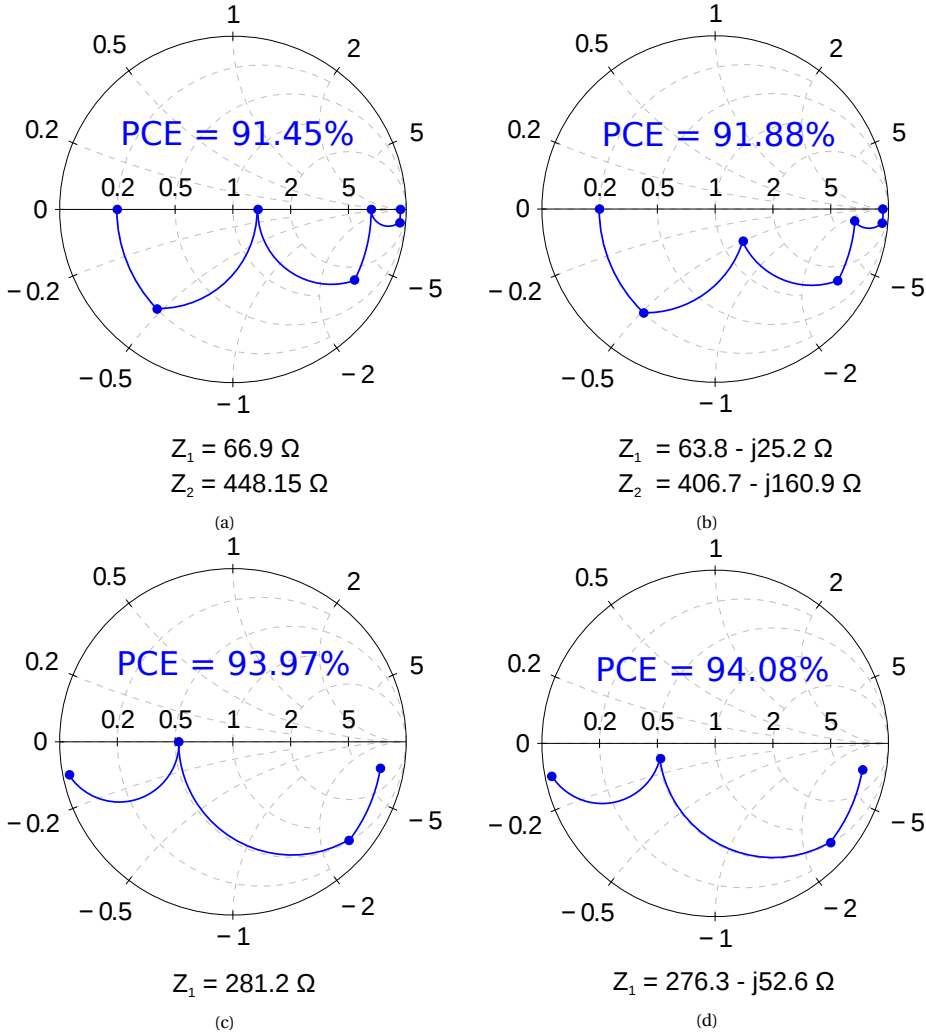 1
0.5
2
PCE = 91.45%
0.2
5
0.2 0.5 1 2 5
0
−0.2
−5
−0.5
−2
−1
Z1 = 66.9 Ω
Z2 = 448.15 Ω
(a)
1
0.5
2
PCE = 91.88%
0.2
5
0.2 0.5 1 2 5
0
−0.2
−5
−0.5
−2
−1
Z1 = 63.8 - j25.2 Ω
Z2 = 406.7 - j160.9 Ω
(b)
1
0.5
2
PCE = 93.97%
0.2
5
0.2 0.5 1 2 5
0
−0.2
−5
−0.5
−2
−1
Z1 = 281.2 Ω
(c)
1
0.5
2
PCE = 94.08%
0.2
5
0.2 0.5 1 2 5
0
−0.2
−5
−0.5
−2
−1
Z1 = 276.3 - j52.6 Ω
(d)